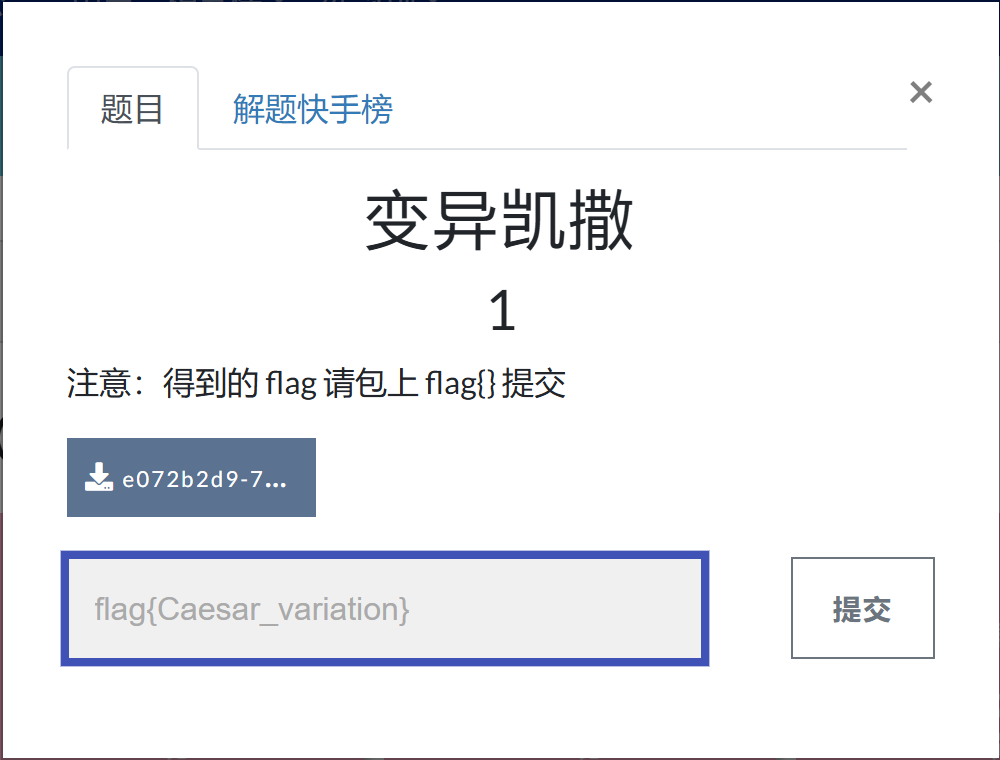 题目 解题快手榜 ×
变异凯撒
1
注意：得到的 flag 请包上 flag{} 提交
e072b2d9-7...
flag{Caesar_variation} 提交